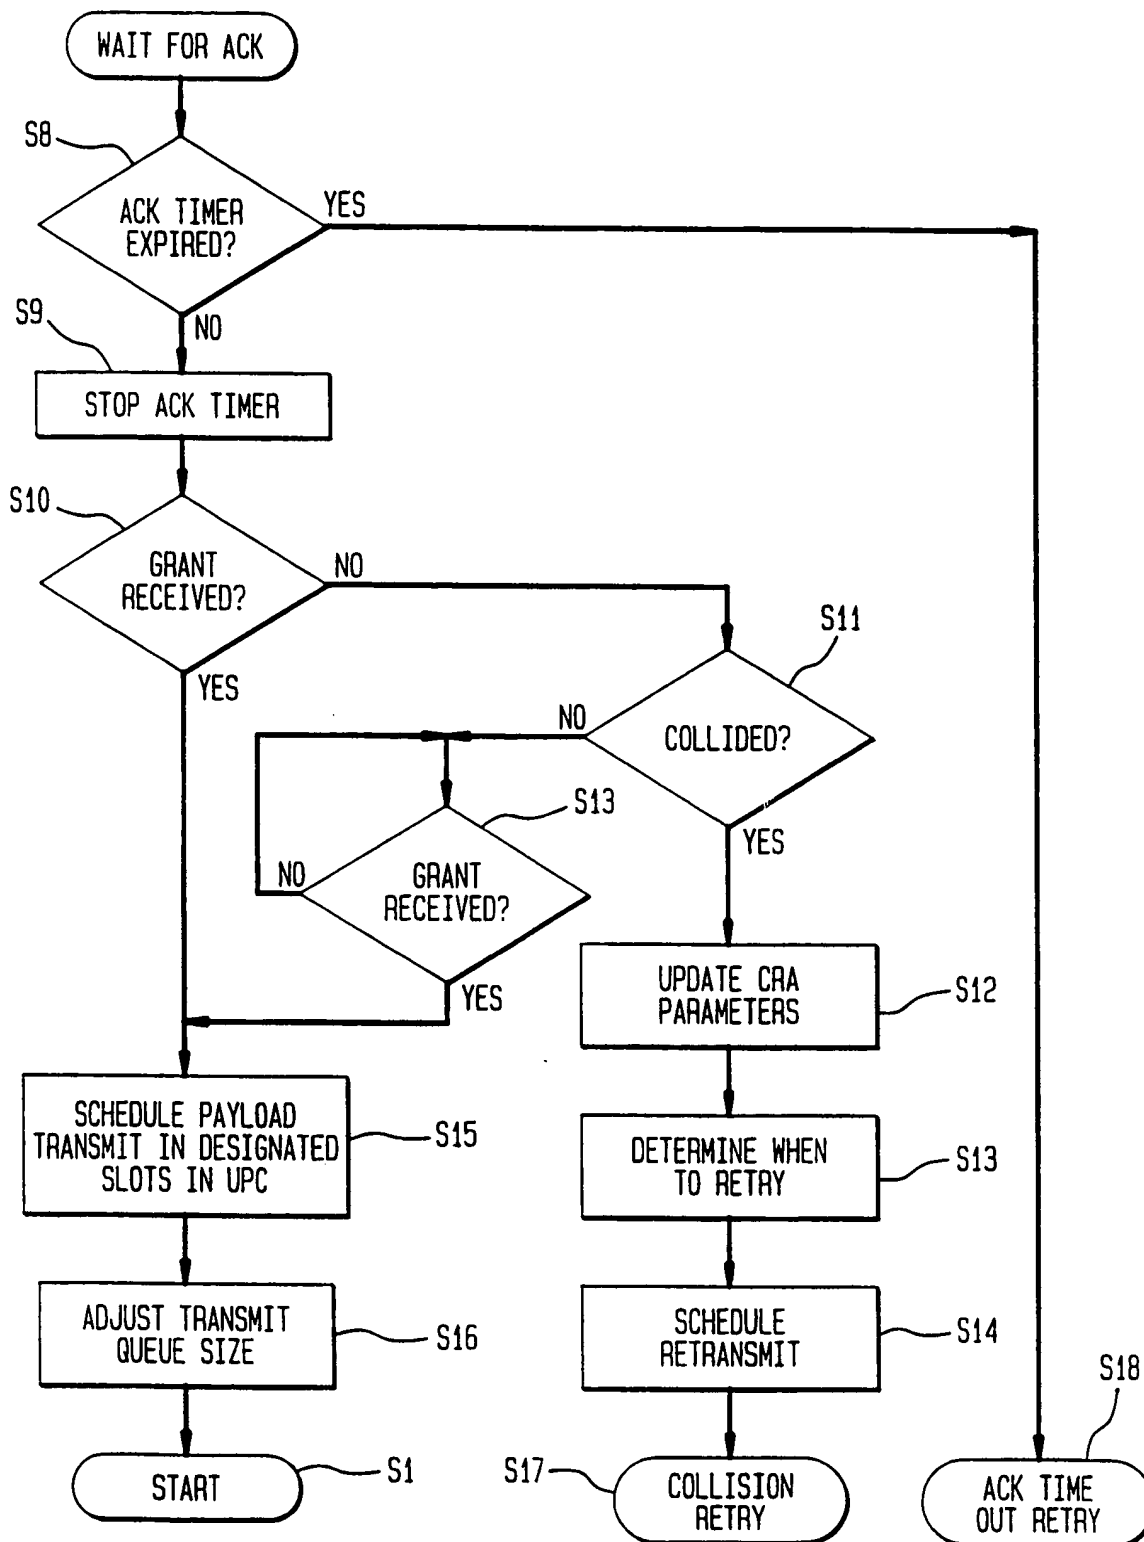 WAIT FOR ACK
S8
ACK TIMER
EXPIRED?
YES
NO
S9
STOP ACK TIMER
S10
GRANT
RECEIVED?
NO
YES
S11
COLLIDED?
NO
YES
S13
GRANT
RECEIVED?
NO
YES
UPDATE CRA
PARAMETERS
S12
SCHEDULE PAYLOAD
TRANSMIT IN DESIGNATED
SLOTS IN UPC
S15
DETERMINE WHEN
TO RETRY
S13
ADJUST TRANSMIT
QUEUE SIZE
S16
SCHEDULE
RETRANSMIT
S14
START
S1
S17
COLLISION
RETRY
S18
ACK TIME
OUT RETRY